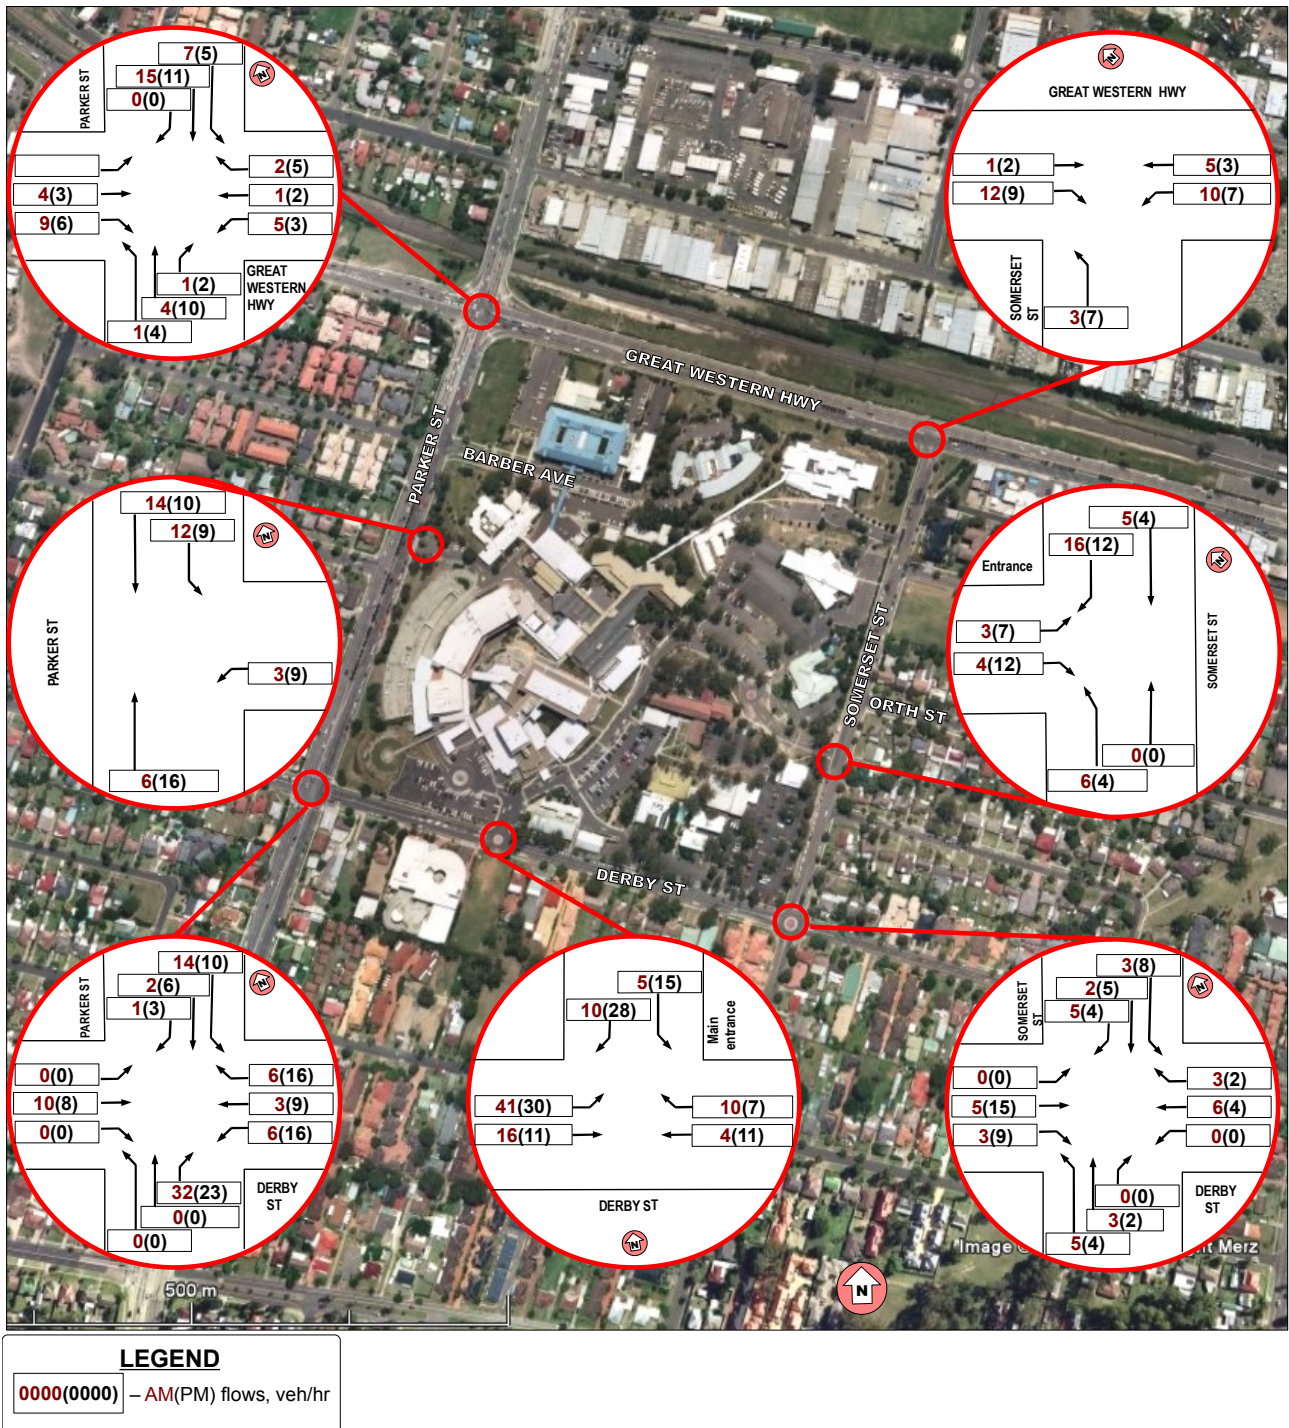 PARKER ST
7(5)
15(11)
0(0)
N
4(3)
9(6)
2(5)
1(2)
5(3)
1(2)
4(10)
1(4)
GREAT
WESTERN
HWY
N
GREAT WESTERN HWY
1(2)
12(9)
5(3)
10(7)
SOMERSET
ST
3(7)
GREAT WESTERN HWY
PARKER ST
BARBER AVE
14(10)
12(9)
N
PARKER ST
3(9)
6(16)
5(4)
16(12)
Entrance
N
3(7)
4(12)
SOMERSET ST
0(0)
6(4)
SOMERSET ST
ORTH ST
DERBY ST
PARKER ST
14(10)
2(6)
1(3)
N
0(0)
10(8)
0(0)
6(16)
3(9)
6(16)
32(23)
0(0)
0(0)
DERBY
ST
5(15)
10(28)
Main
entrance
41(30)
16(11)
10(7)
4(11)
DERBY ST
N
SOMERSET
ST
3(8)
2(5)
5(4)
N
0(0)
5(15)
3(9)
3(2)
6(4)
0(0)
0(0)
3(2)
5(4)
DERBY
ST
Image
Merz
N
500 m
LEGEND
0000(0000) – AM(PM) flows, veh/hr